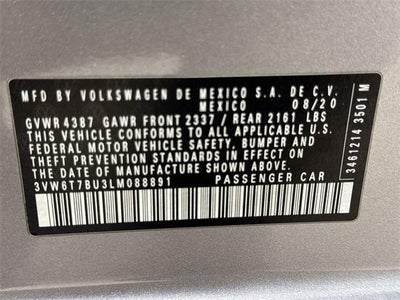 MFD BY VOLKSWAGEN DE MEXICO S.A. DE C.V.
MEXICO 08/20
GVWR 4387 GAWR FRONT 2337 / REAR 2161 LBS
THIS VEHICLE CONFORMS TO ALL APPLICABLE U.S.
FEDERAL MOTOR VEHICLE SAFETY, BUMPER AND
THEFT PREVENTION STANDARDS IN EFFECT ON
THE DATE OF MANUFACTURE SHOWN ABOVE.
3VW6T7BU3LM088891 PASSENGER CAR
3461214 3501 M